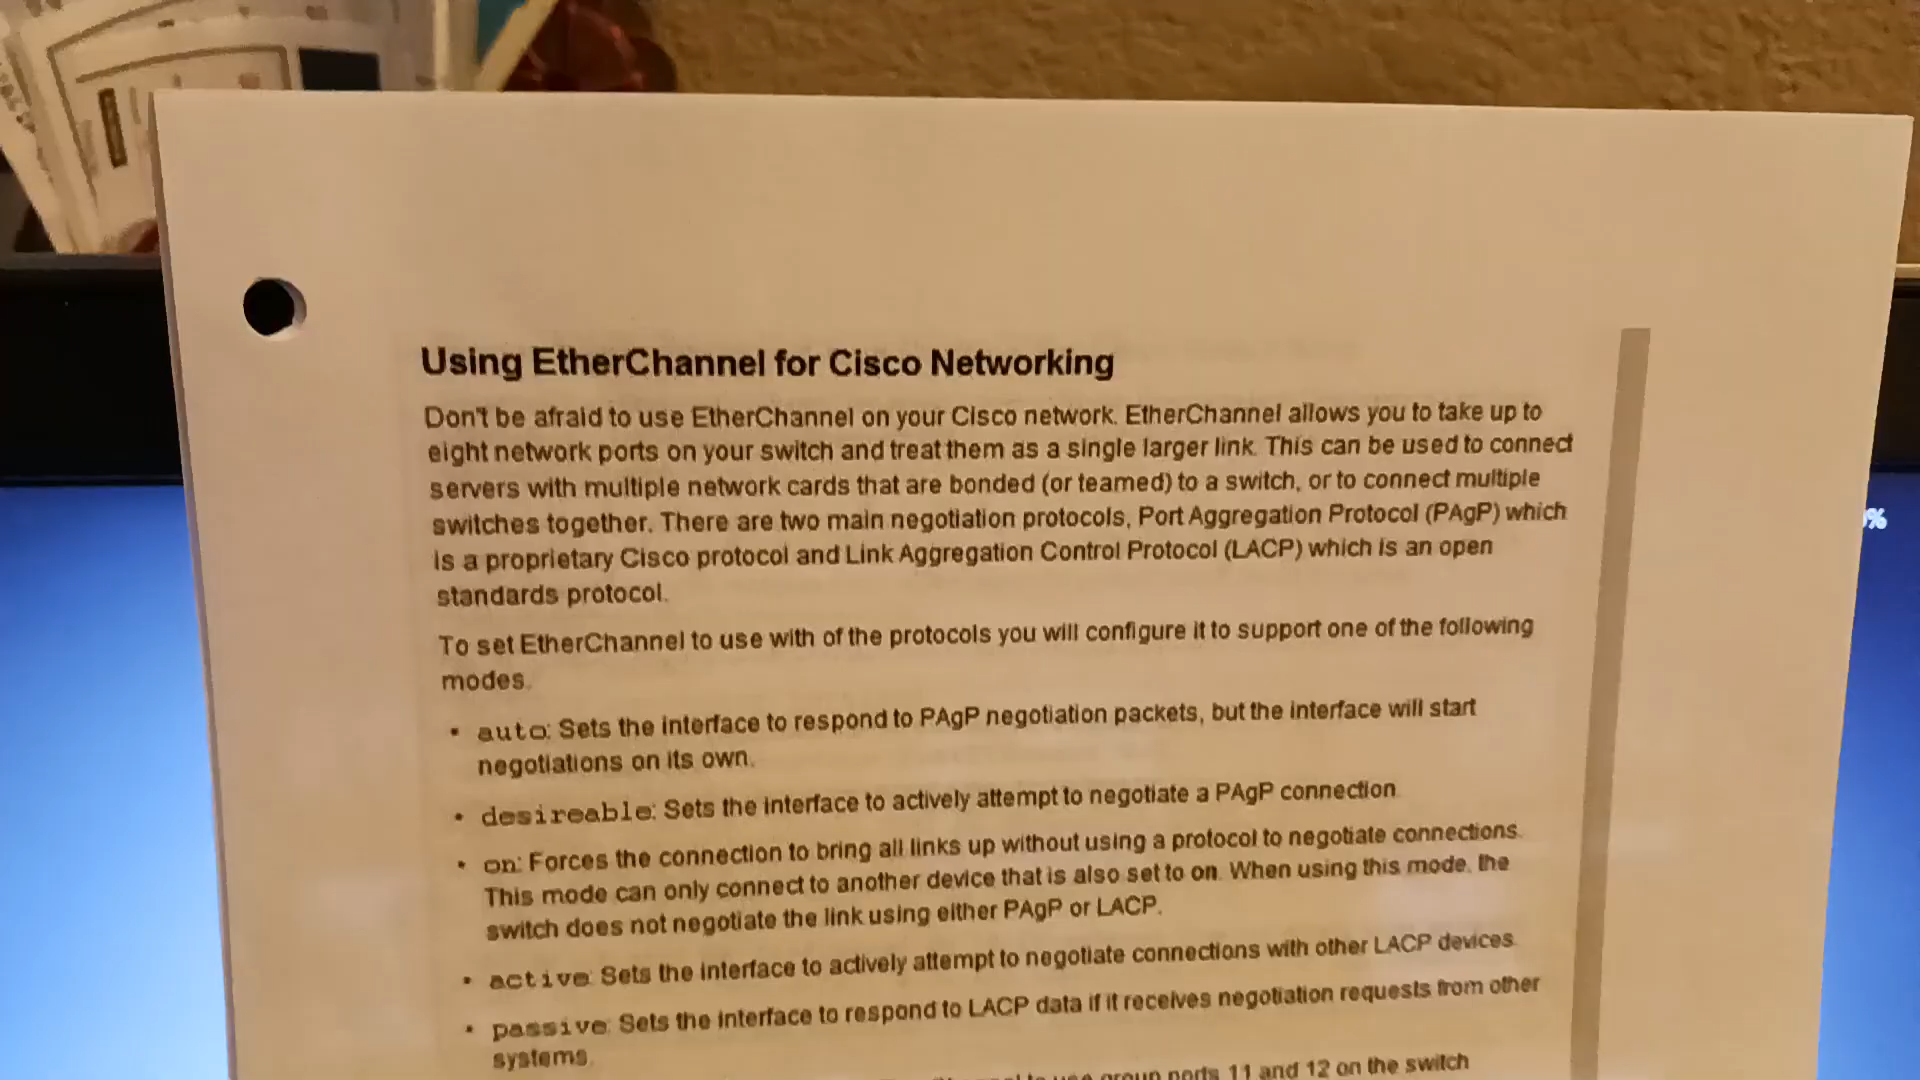 Using EtherChannel for Cisco Networking
Don't be afraid to use EtherChannel on your Cisco network. EtherChannel allows you to take up to
eight network ports on your switch and treat them as a single larger link. This can be used to connect
servers with multiple network cards that are bonded (or teamed) to a switch, or to connect multiple
switches together. There are two main negotiation protocols, Port Aggregation Protocol (PAgP) which
is a proprietary Cisco protocol and Link Aggregation Control Protocol (LACP) which is an open
standards protocol.
To set EtherChannel to use with of the protocols you will configure it to support one of the following
modes.
• auto: Sets the interface to respond to PAgP negotiation packets, but the interface will start
negotiations on its own.
• desireable: Sets the interface to actively attempt to negotiate a PAgP connection.
• on: Forces the connection to bring all links up without using a protocol to negotiate connections.
This mode can only connect to another device that is also set to on. When using this mode, the
switch does not negotiate the link using either PAgP or LACP.
• active: Sets the interface to actively attempt to negotiate connections with other LACP devices.
• passive: Sets the interface to respond to LACP data if it receives negotiation requests from other
systems.
to use group ports 11 and 12 on the switch
%